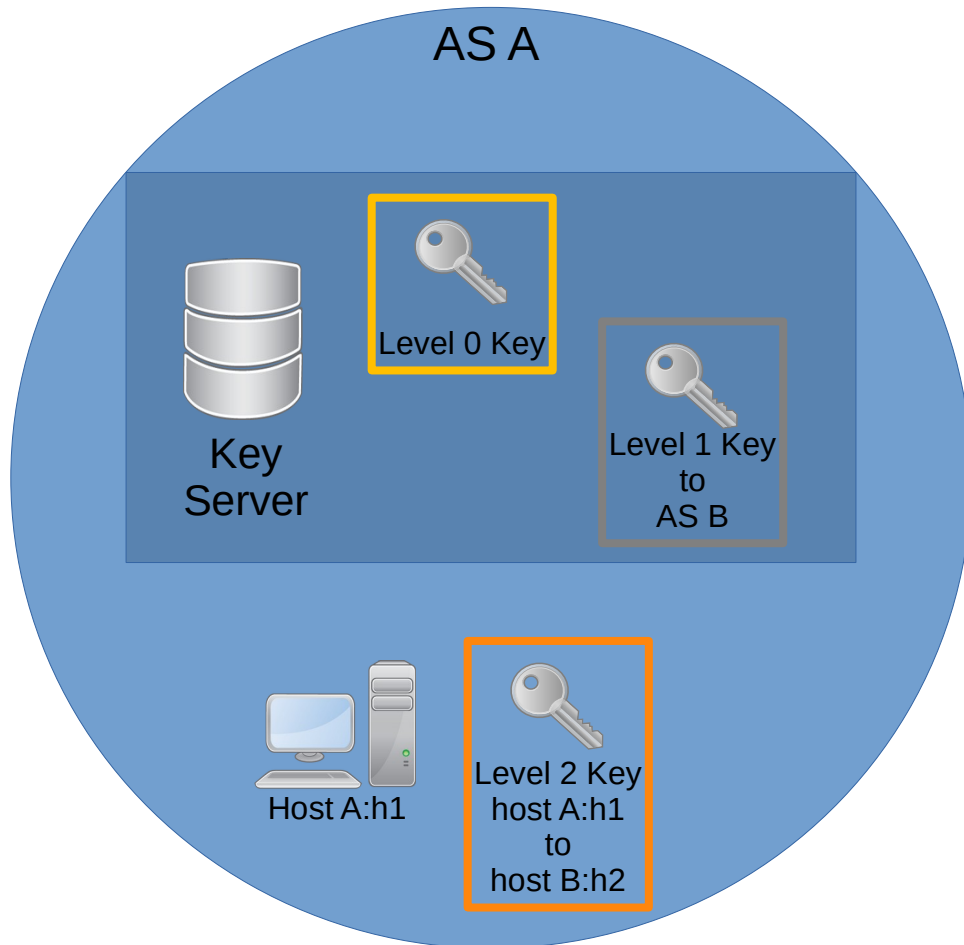 AS A
Level 0 Key
Key
Server
Level 1 Key
to
AS B
Host A:h1
Level 2 Key
host A:h1
to
host B:h2